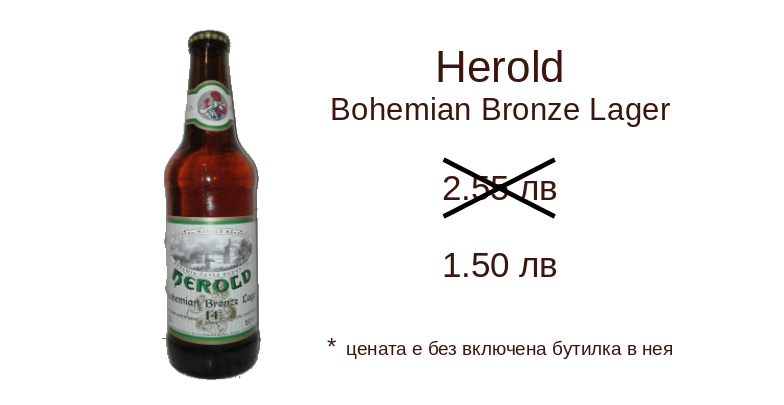 Herold
Bohemian Bronze Lager
2.55 лв
1.50 лв
* цената е без включена бутилка в нея
HEROLD
Bohemian Bronze Lager
14